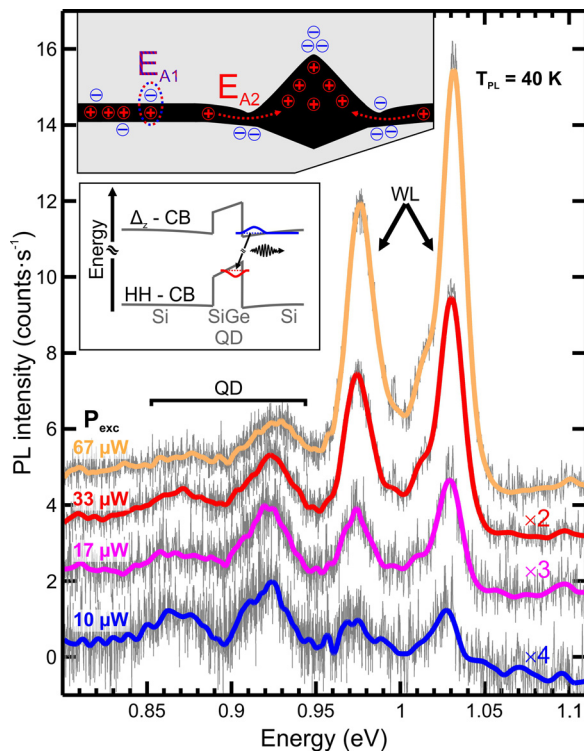 PL intensity (counts·s⁻¹)
16
14
12
10
8
6
4
2
0
E_A1
E_A2
T_PL = 40 K
WL
Energy
Δ_z - CB
HH - CB
Si
SiGe
Si
QD
QD
P_exc
67 µW
33 µW
×2
17 µW
×3
10 µW
×4
0.85
0.9
0.95
1
1.05
1.1
Energy (eV)